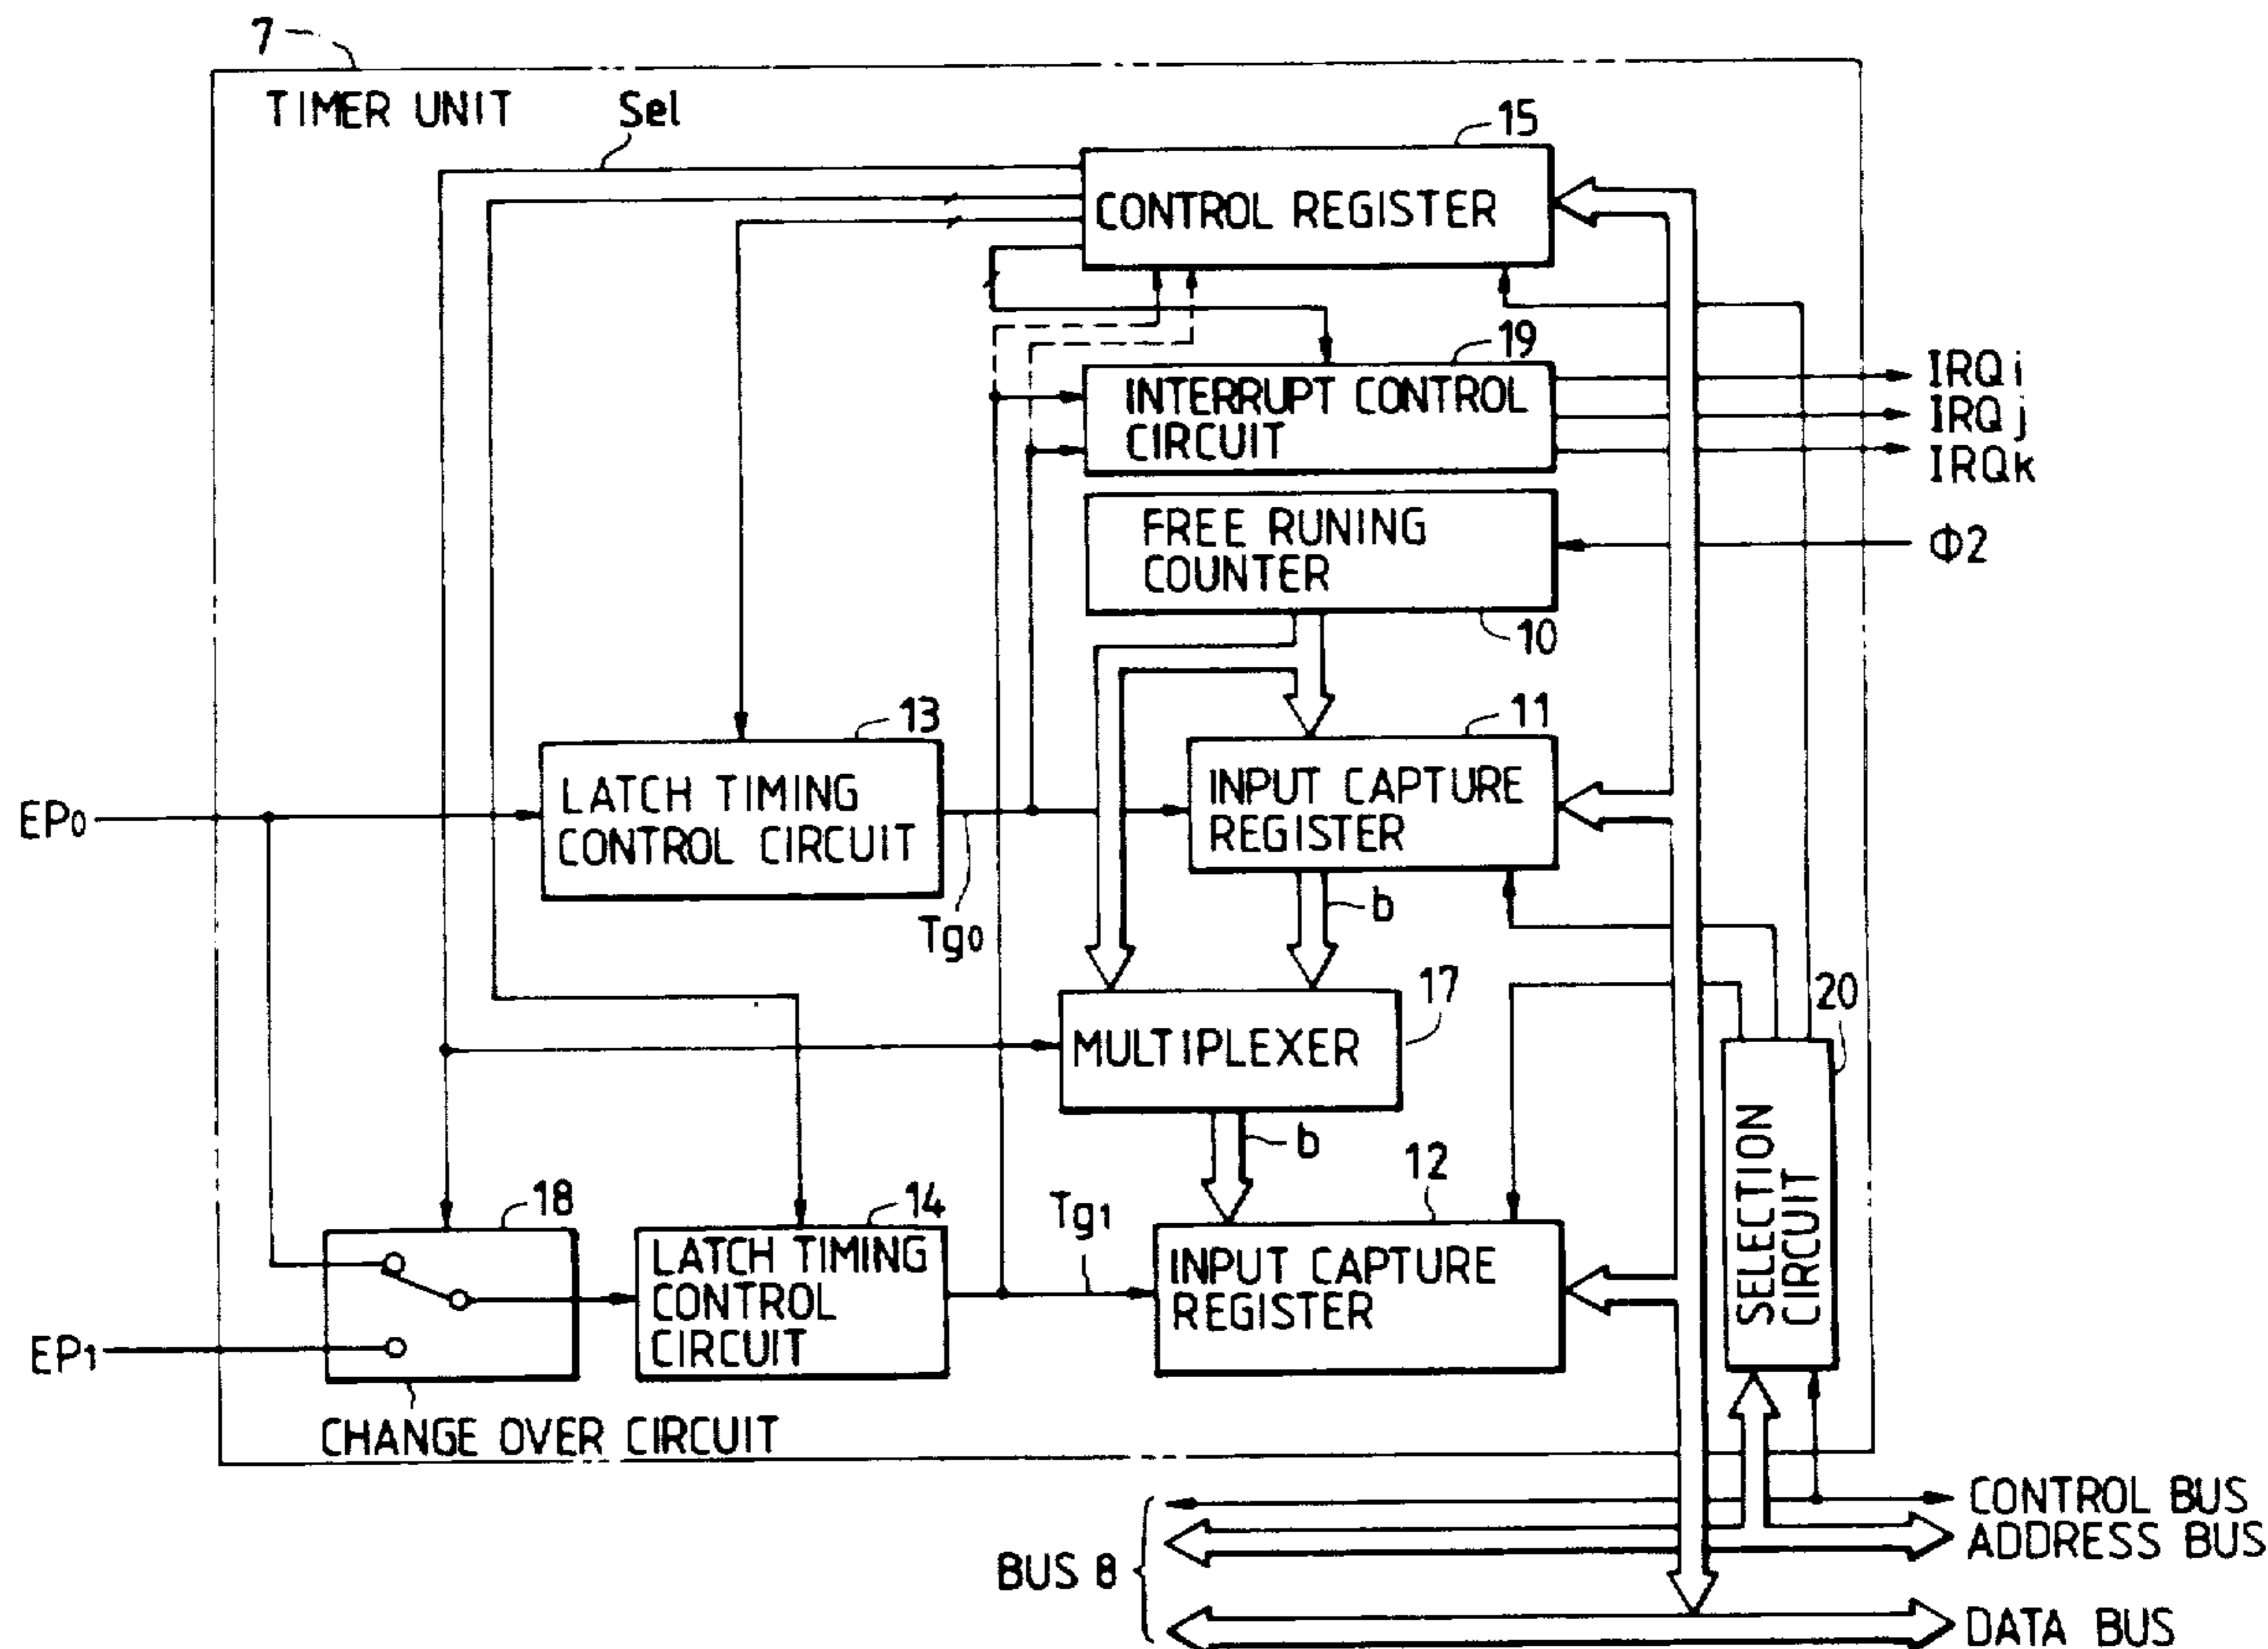 7
TIMER UNIT
Sel
15
CONTROL REGISTER
19
INTERRUPT CONTROL
CIRCUIT
IRQi
IRQj
IRQk
FREE RUNING
COUNTER
Φ2
10
13
LATCH TIMING
CONTROL CIRCUIT
11
INPUT CAPTURE
REGISTER
EP0
Tg0
b
17
MULTIPLEXER
20
SELECTION
CIRCUIT
b
18
14
LATCH TIMING
CONTROL
CIRCUIT
Tg1
12
INPUT CAPTURE
REGISTER
EP1
CHANGE OVER CIRCUIT
CONTROL BUS
ADDRESS BUS
BUS 8
DATA BUS